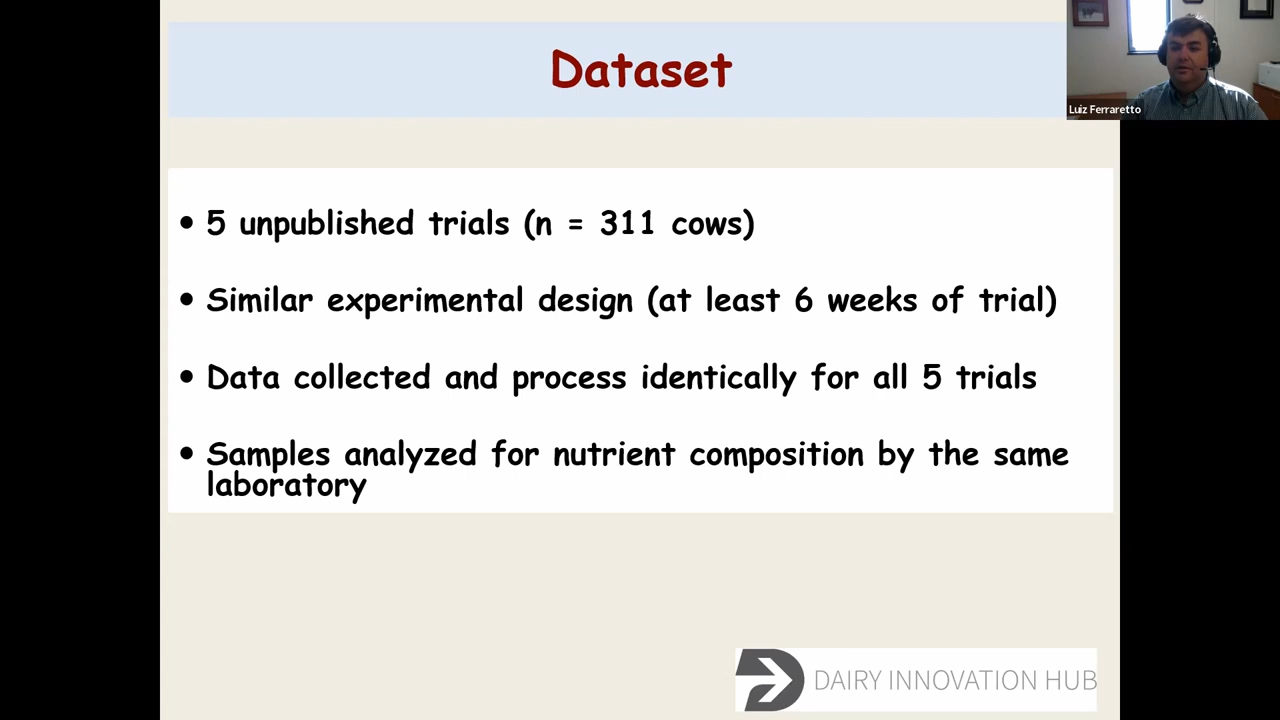 Dataset
Luiz Ferraretto
• 5 unpublished trials (n = 311 cows)
• Similar experimental design (at least 6 weeks of trial)
• Data collected and process identically for all 5 trials
• Samples analyzed for nutrient composition by the same
laboratory
DAIRY INNOVATION HUB